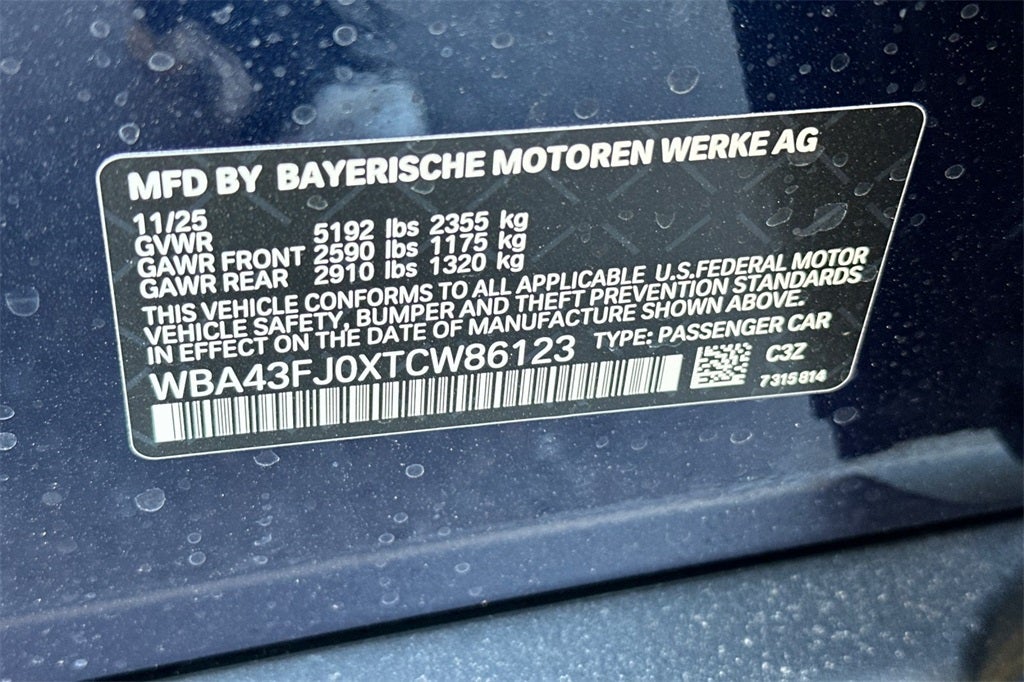 MFD BY BAYERISCHE MOTOREN WERKE AG
11/25
GVWR 5192 lbs 2355 kg
GAWR FRONT 2590 lbs 1175 kg
GAWR REAR 2910 lbs 1320 kg
THIS VEHICLE CONFORMS TO ALL APPLICABLE U.S.FEDERAL MOTOR
VEHICLE SAFETY, BUMPER AND THEFT PREVENTION STANDARDS
IN EFFECT ON THE DATE OF MANUFACTURE SHOWN ABOVE.
WBA43FJ0XTCW86123 TYPE: PASSENGER CAR
C3Z
7315814